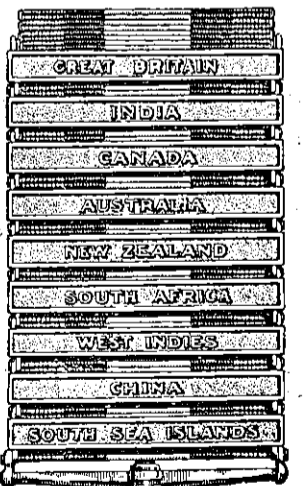 GREAT BRITAIN
INDIA
CANADA
AUSTRALIA
NEW ZEALAND
SOUTH AFRICA
WEST INDIES
CHINA
SOUTH SEA ISLANDS